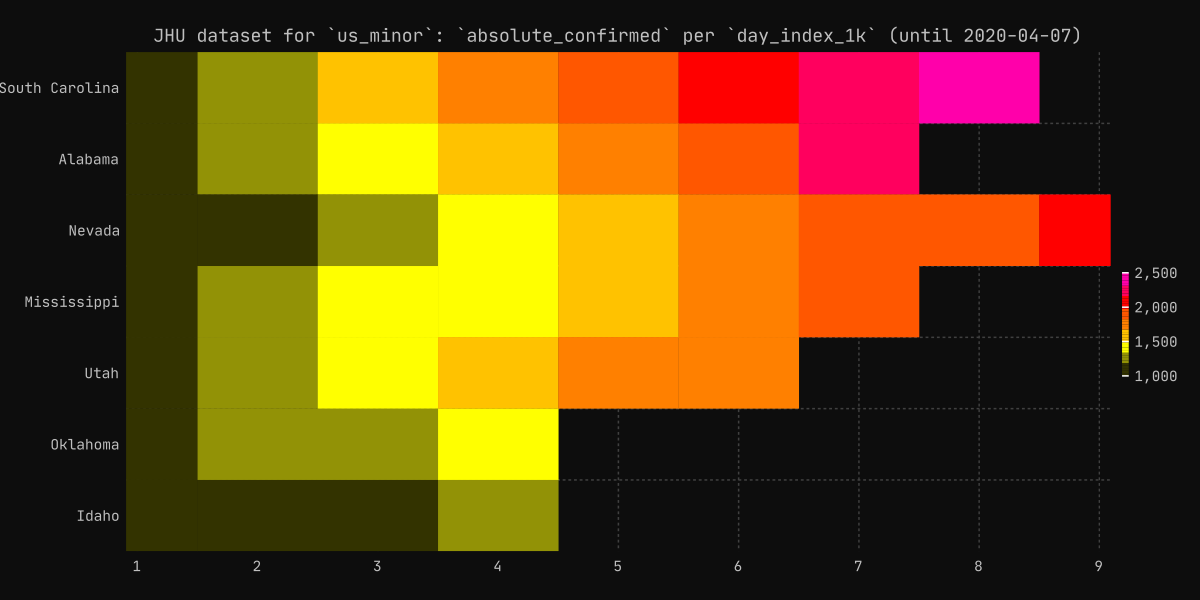 JHU dataset for `us_minor`: `absolute_confirmed` per `day_index_1k` (until 2020-04-07)
South Carolina
Alabama
Nevada
Mississippi
Utah
Oklahoma
Idaho
2,500
2,000
1,500
1,000
1 2 3 4 5 6 7 8 9